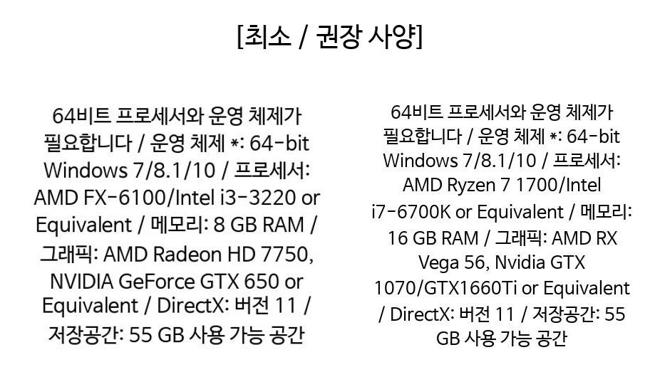 [최소 / 권장 사양]
64비트 프로세서와 운영 체제가
필요합니다 / 운영 체제 *: 64-bit
Windows 7/8.1/10 / 프로세서:
AMD FX-6100/Intel i3-3220 or
Equivalent / 메모리: 8 GB RAM /
그래픽: AMD Radeon HD 7750,
NVIDIA GeForce GTX 650 or
Equivalent / DirectX: 버전 11 /
저장공간: 55 GB 사용 가능 공간
64비트 프로세서와 운영 체제가
필요합니다 / 운영 체제 *: 64-bit
Windows 7/8.1/10 / 프로세서:
AMD Ryzen 7 1700/Intel
i7-6700K or Equivalent / 메모리:
16 GB RAM / 그래픽: AMD RX
Vega 56, Nvidia GTX
1070/GTX1660Ti or Equivalent
/ DirectX: 버전 11 / 저장공간: 55
GB 사용 가능 공간